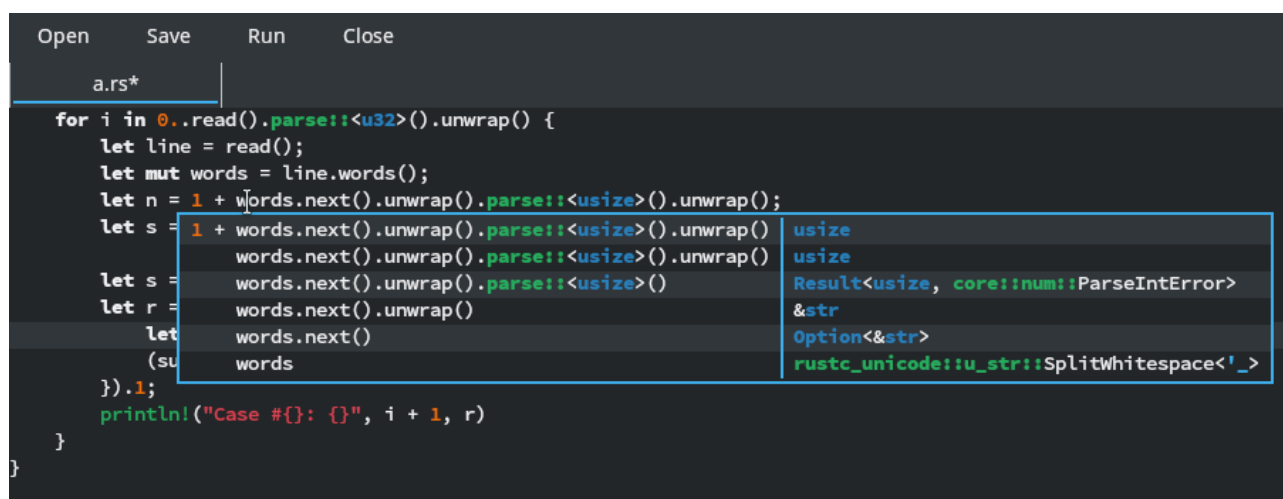 Open Save Run Close
a.rs*
for i in 0..read().parse::<u32>().unwrap() {
let line = read();
let mut words = line.words();
let n = 1 + words.next().unwrap().parse::<usize>().unwrap();
let s =
1 + words.next().unwrap().parse::<usize>().unwrap() usize
words.next().unwrap().parse::<usize>().unwrap() usize
let s =
words.next().unwrap().parse::<usize>() Result<usize, core::num::ParseIntError>
let r =
words.next().unwrap() &str
let
words.next() Option<&str>
(su
words rustc_unicode::u_str::SplitWhitespace<'_>
}).1;
println!("Case #{}: {}", i + 1, r)
}
}